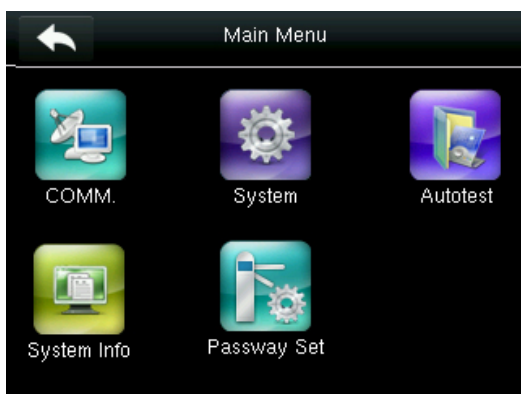 Main Menu
COMM.
System
Autotest
System Info
Passway Set